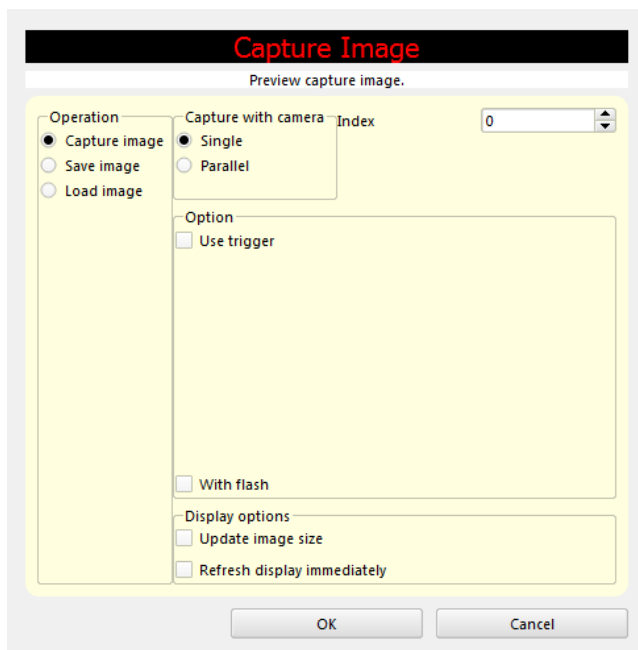 Capture Image
Preview capture image.
Operation
Capture image
Save image
Load image
Capture with camera
Single
Parallel
Index
0
Option
Use trigger
With flash
Display options
Update image size
Refresh display immediately
OK
Cancel